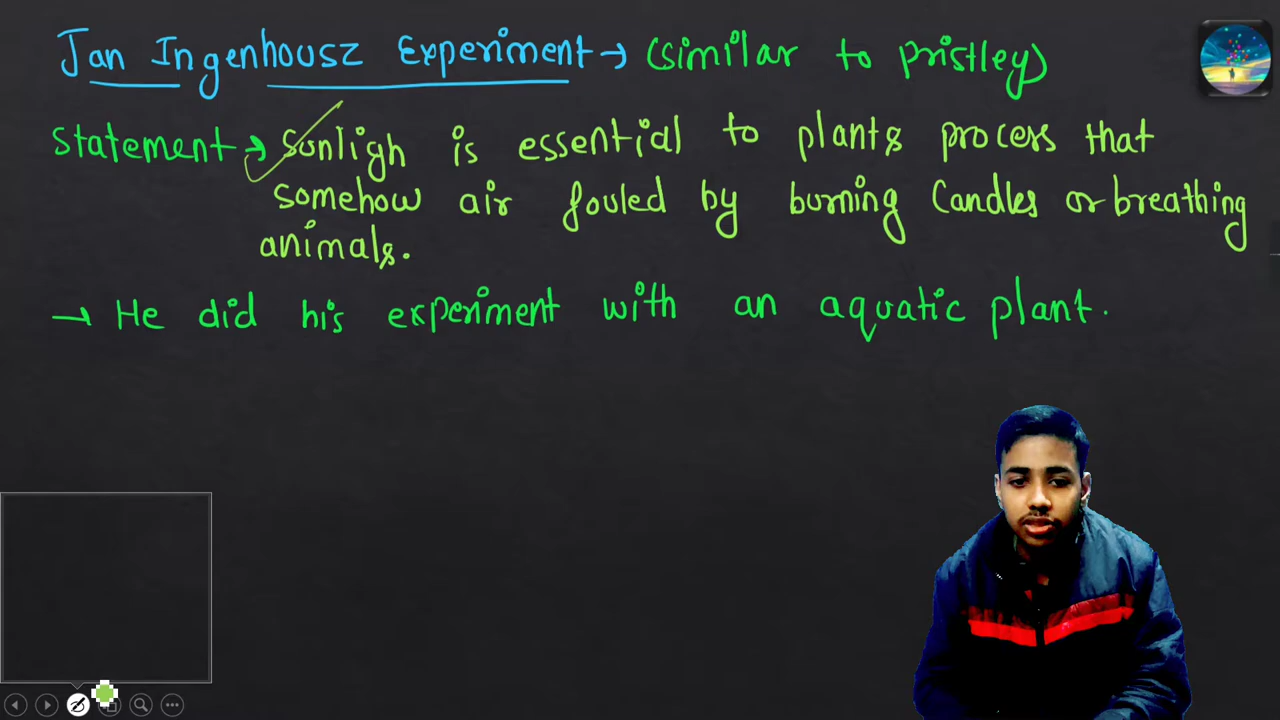 Jan Ingenhousz Experiment → (similar to pristley)
statement → sunligh is essential to plants process that
somehow air fouled by burning candles or breathing
animals.
→ He did his experiment with an aquatic plant.